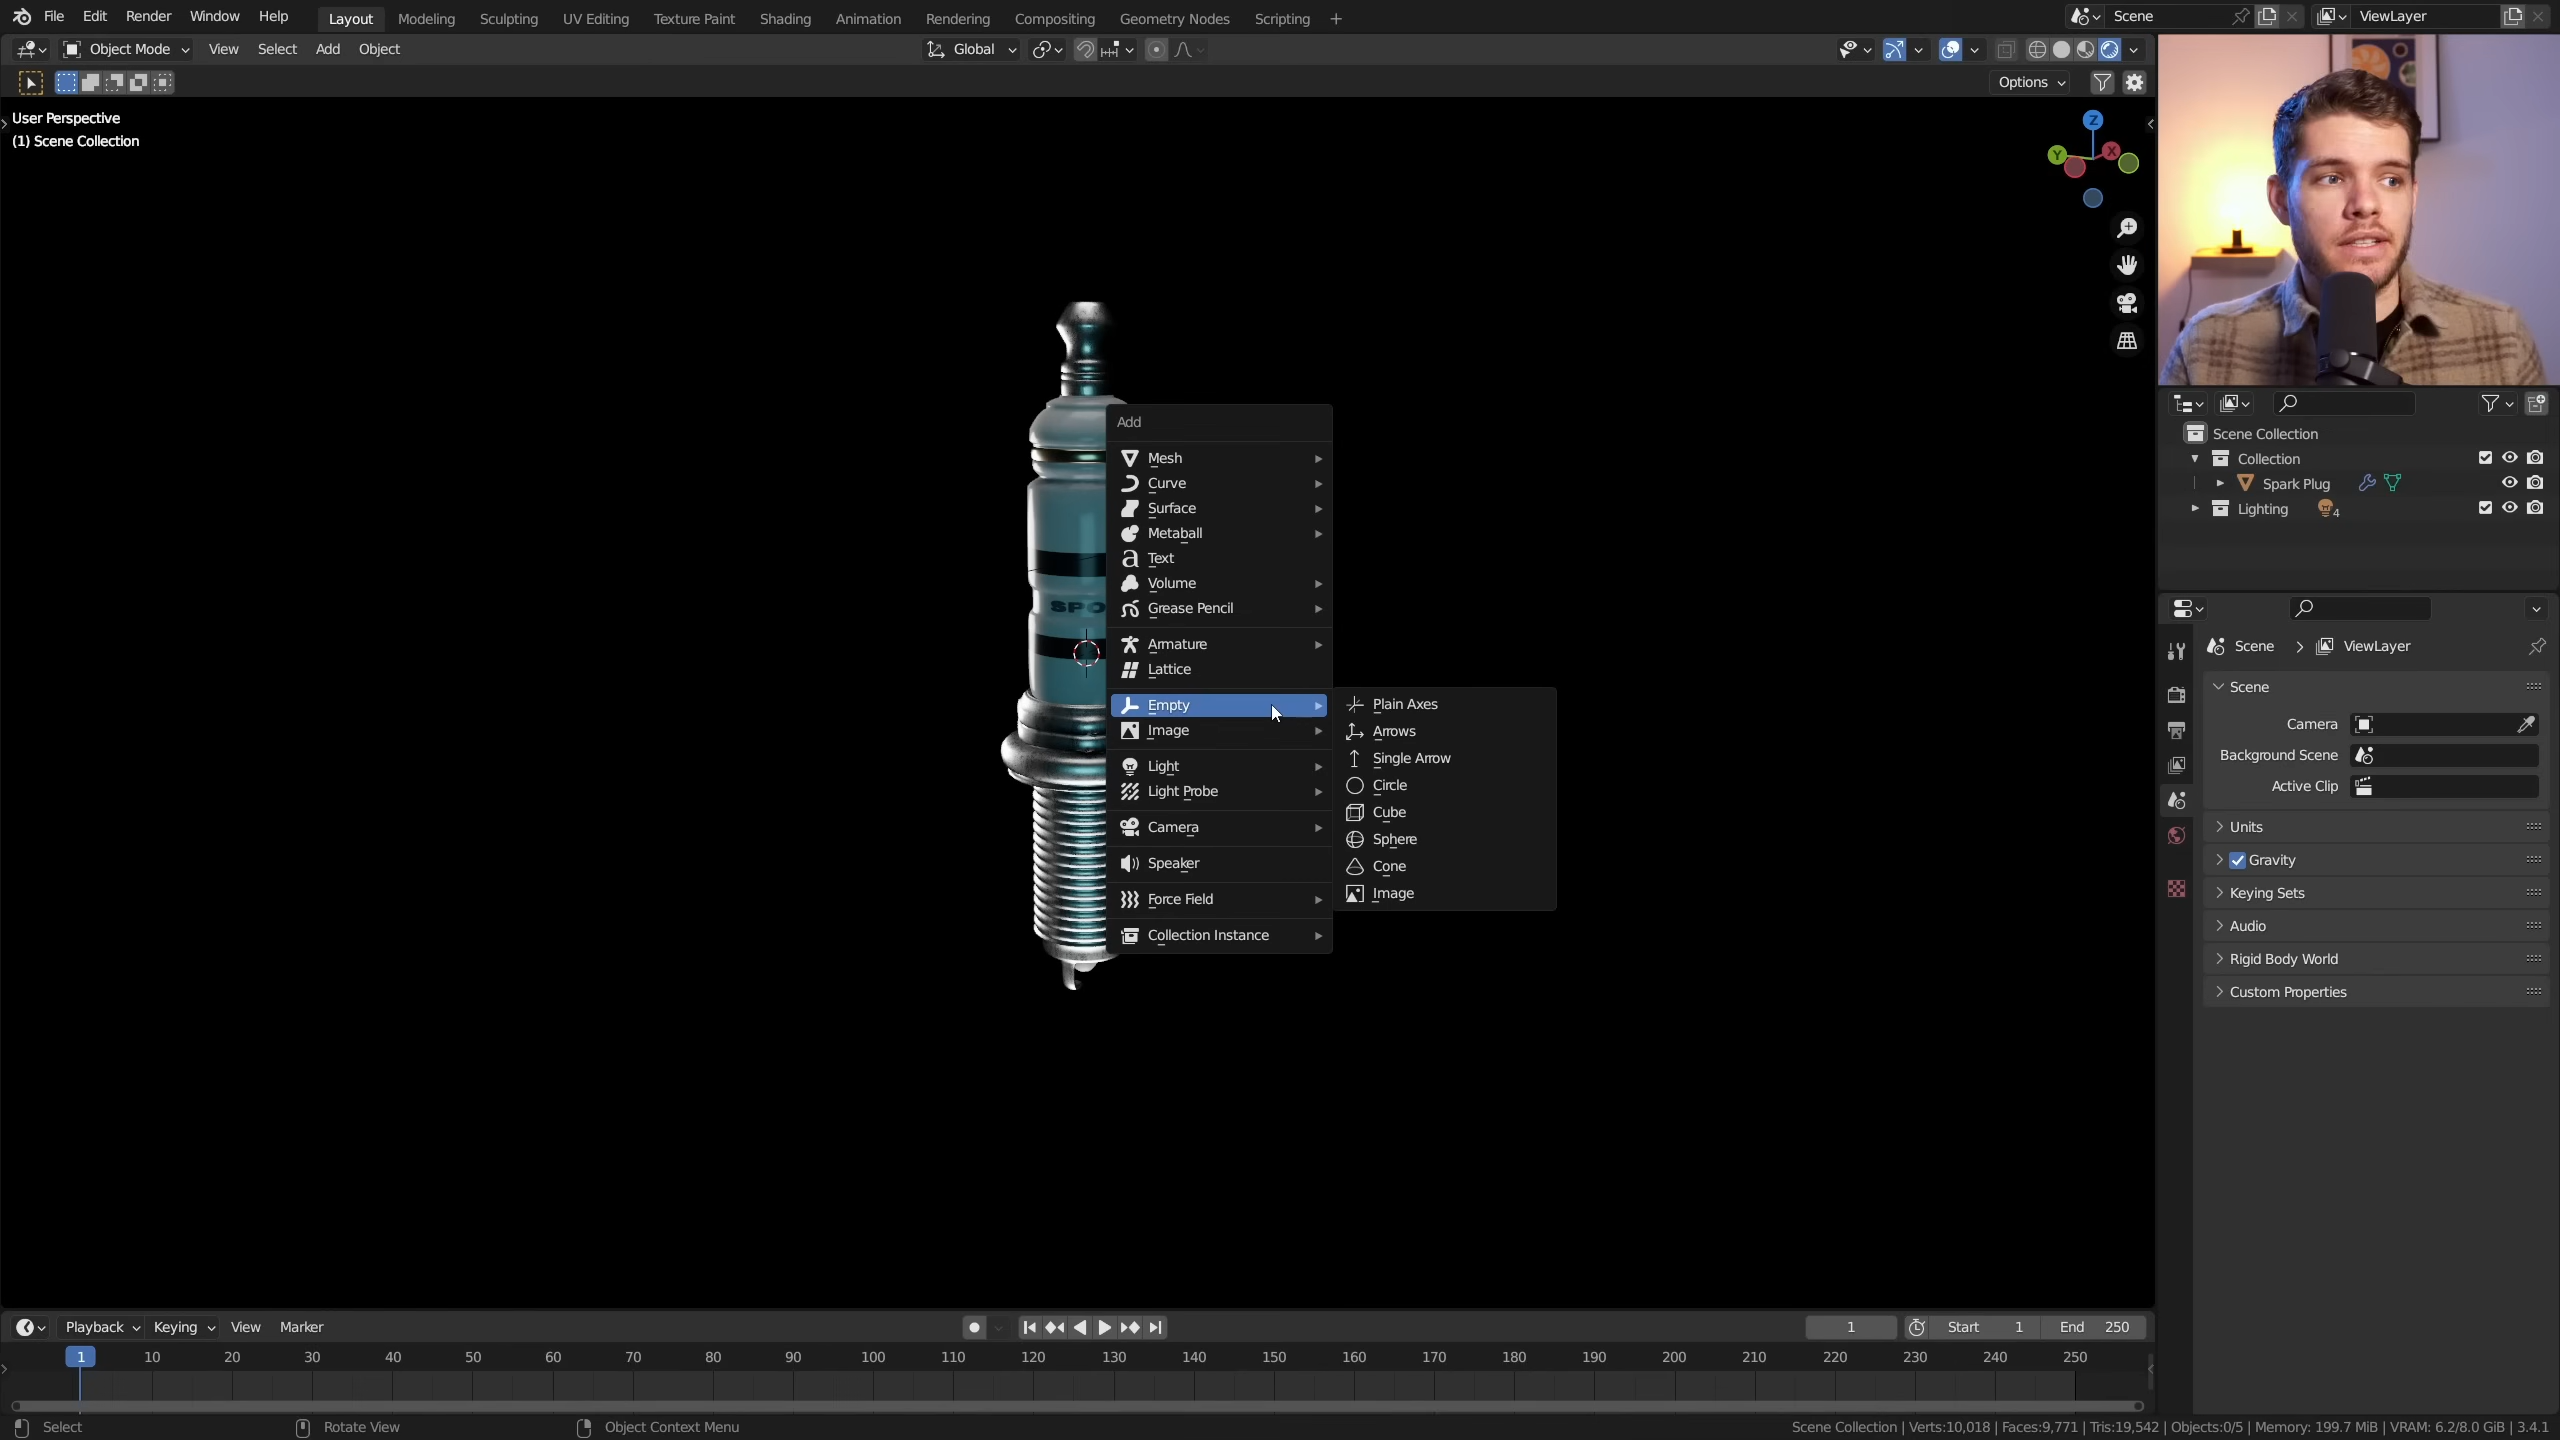 File Edit Render Window Help Layout Modeling Sculpting UV Editing Texture Paint Shading Animation Rendering Compositing Geometry Nodes Scripting + Scene ViewLayer
Object Mode View Select Add Object Global
Options
User Perspective
(1) Scene Collection
Z
Y
X
SPO
Add
Mesh
Curve
Surface
Metaball
Text
Volume
Grease Pencil
Armature
Lattice
Empty
Image
Light
Light Probe
Camera
Speaker
Force Field
Collection Instance
Plain Axes
Arrows
Single Arrow
Circle
Cube
Sphere
Cone
Image
Scene Collection
Collection
Spark Plug
Lighting 4
Scene > ViewLayer
Scene
Camera
Background Scene
Active Clip
Units
Gravity
Keying Sets
Audio
Rigid Body World
Custom Properties
Playback Keying View Marker 1 Start 1 End 250
1 10 20 30 40 50 60 70 80 90 100 110 120 130 140 150 160 170 180 190 200 210 220 230 240 250
Select Rotate View Object Context Menu Scene Collection | Verts:10,018 | Faces:9,771 | Tris:19,542 | Objects:0/5 | Memory: 199.7 MiB | VRAM: 6.2/8.0 GiB | 3.4.1